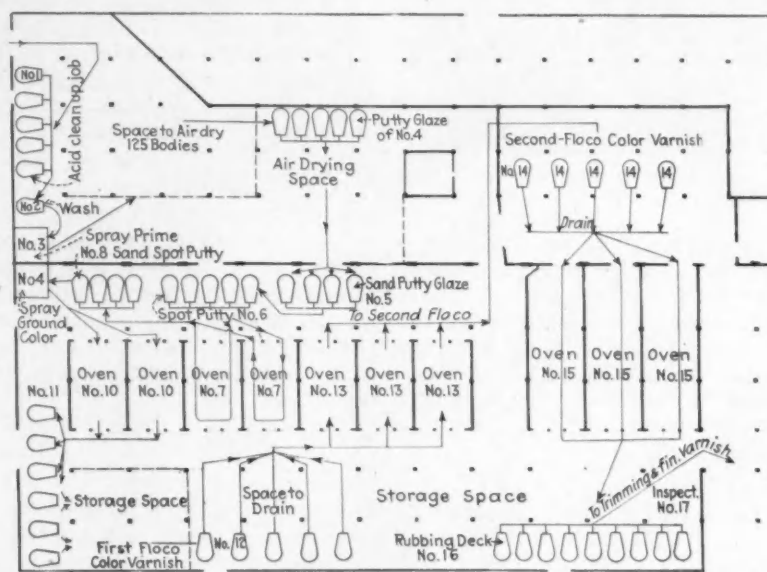 No.1
Acid clean up job
Space to Air dry
125 Bodies
Putty Glaze
of No.4
Air Drying
Space
Second-Floco Color Varnish
No. 14 14 14 14 14
Drain
No.2
Wash
No.3
Spray Prime
No.8 Sand Spot Putty
No4
Spray
Ground
Color
Spot Putty No.6
Sand Putty Glaze
No.5
To Second Floco
Oven
No.10
Oven
No.10
Oven
No.7
Oven
No.7
Oven
No.13
Oven
No.13
Oven
No.13
Oven
No.15
Oven
No.15
Oven
No.15
No.11
Storage Space
First Floco
Color Varnish
No.12
Space to
Drain
Storage Space
To Trimming & fin. Varnish
Inspect.
No.17
Rubbing Deck
No.16